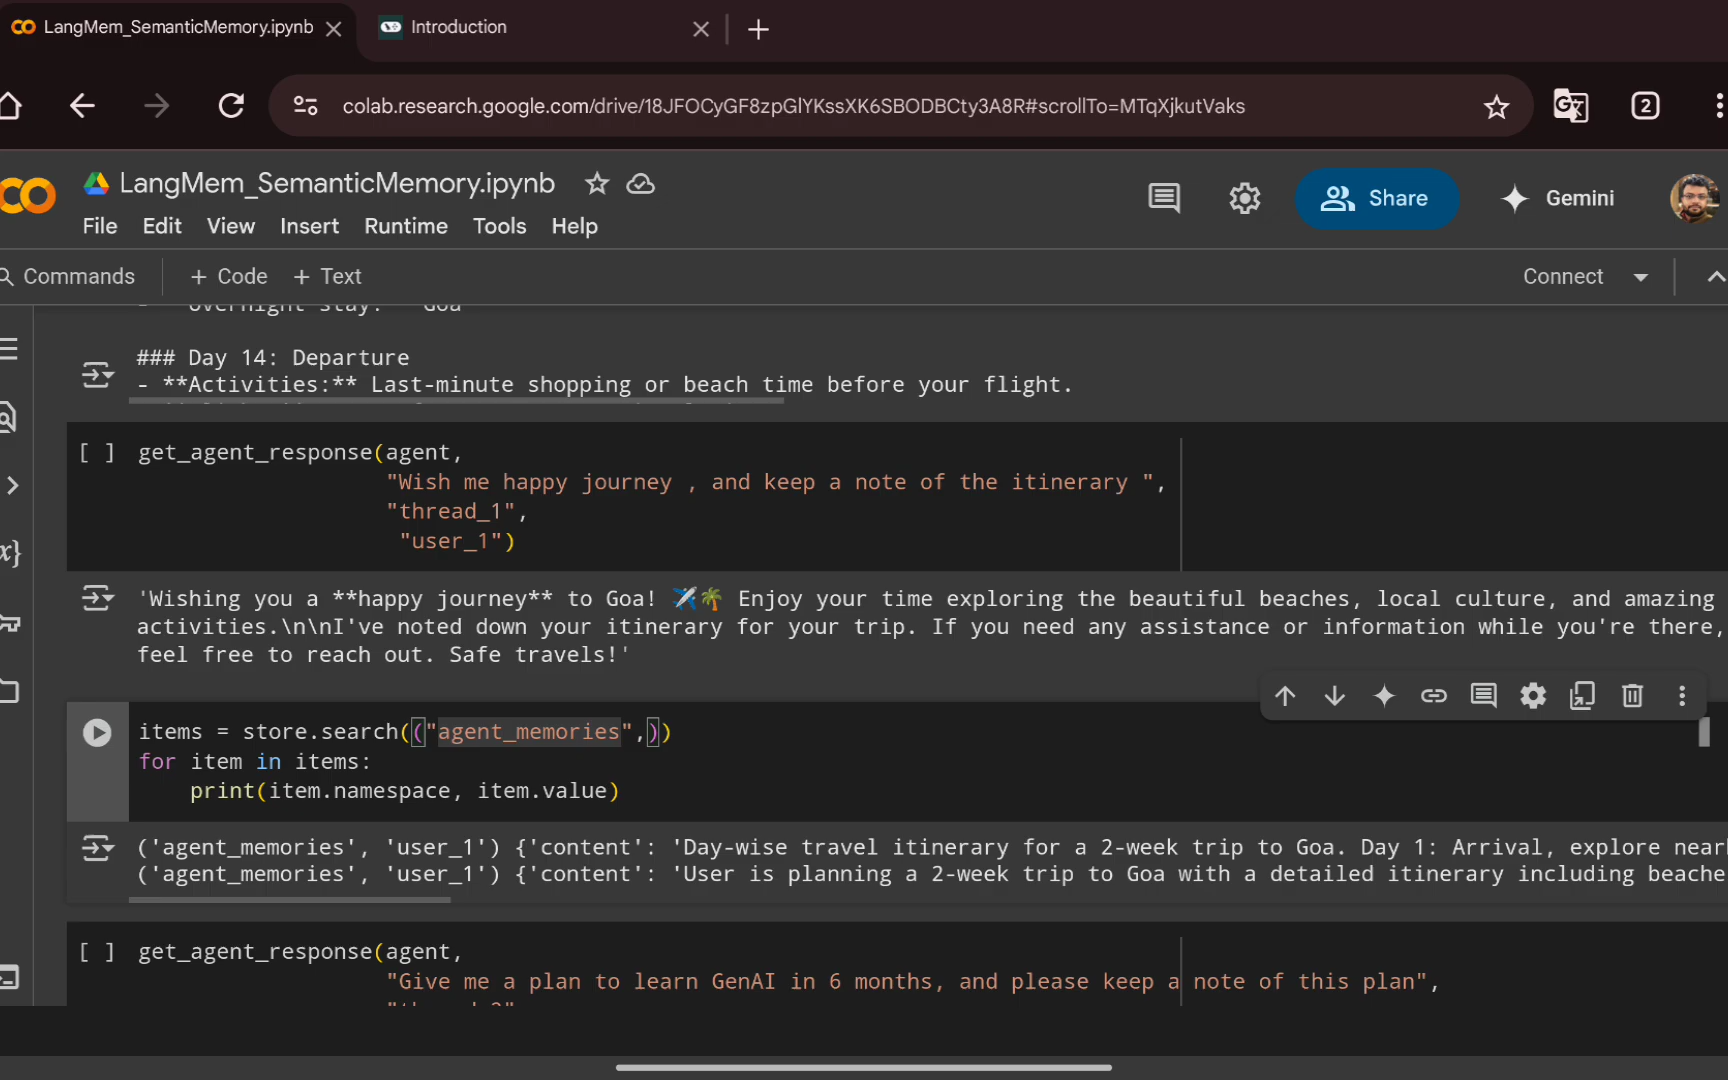 LangMem_SemanticMemory.ipynb
Introduction
colab.research.google.com/drive/18JFOCyGF8zpGlYKssXK6SBODBCty3A8R#scrollTo=MTqXjkutVaks
2
LangMem_SemanticMemory.ipynb
Share
Gemini
File Edit View Insert Runtime Tools Help
Commands + Code + Text
Connect
- **Overnight stay:** Goa
### Day 14: Departure
- **Activities:** Last-minute shopping or beach time before your flight.
[ ] get_agent_response(agent,
"Wish me happy journey , and keep a note of the itinerary ",
"thread_1",
"user_1")
'Wishing you a **happy journey** to Goa! ✈️🌴 Enjoy your time exploring the beautiful beaches, local culture, and amazing
activities.\n\nI've noted down your itinerary for your trip. If you need any assistance or information while you're there,
feel free to reach out. Safe travels!'
items = store.search(("agent_memories",))
for item in items:
print(item.namespace, item.value)
('agent_memories', 'user_1') {'content': 'Day-wise travel itinerary for a 2-week trip to Goa. Day 1: Arrival, explore near
('agent_memories', 'user_1') {'content': 'User is planning a 2-week trip to Goa with a detailed itinerary including beache
[ ] get_agent_response(agent,
"Give me a plan to learn GenAI in 6 months, and please keep a note of this plan",